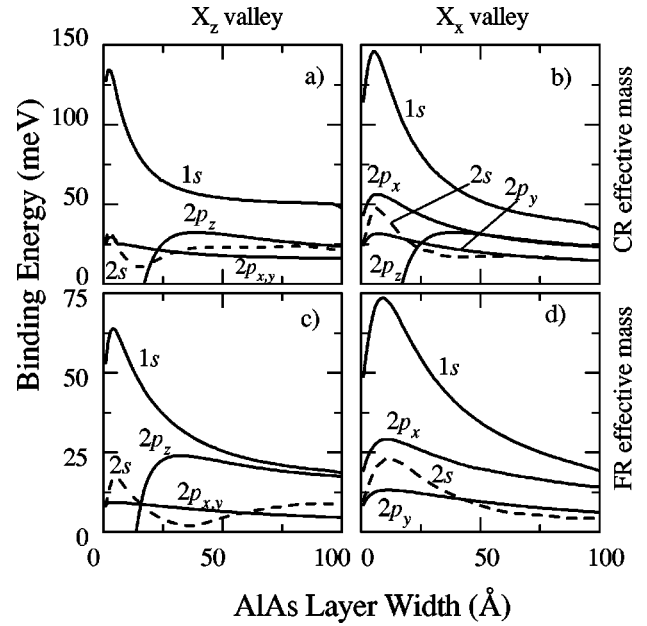 X_z valley
X_x valley
Binding Energy (meV)
CR effective mass
FR effective mass
150
100
50
0
a)
1s
2p_z
2s
2p_{x,y}
b)
1s
2p_x
2s
2p_y
2p_z
75
50
25
0
c)
1s
2p_z
2s
2p_{x,y}
d)
1s
2p_x
2s
2p_y
0 50 100
0 50 100
AlAs Layer Width (Å)